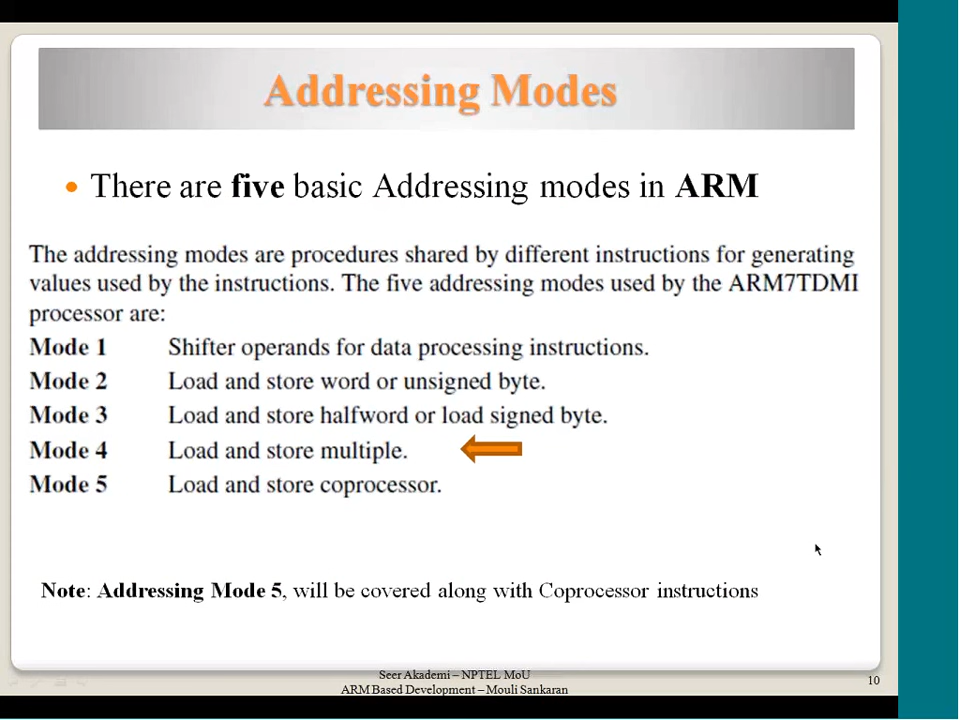 Addressing Modes
• There are five basic Addressing modes in ARM
The addressing modes are procedures shared by different instructions for generating
values used by the instructions. The five addressing modes used by the ARM7TDMI
processor are:
Mode 1 Shifter operands for data processing instructions.
Mode 2 Load and store word or unsigned byte.
Mode 3 Load and store halfword or load signed byte.
Mode 4 Load and store multiple.
Mode 5 Load and store coprocessor.
Note: Addressing Mode 5, will be covered along with Coprocessor instructions
Seer Akademi – NPTEL MoU
ARM Based Development – Mouli Sankaran
10